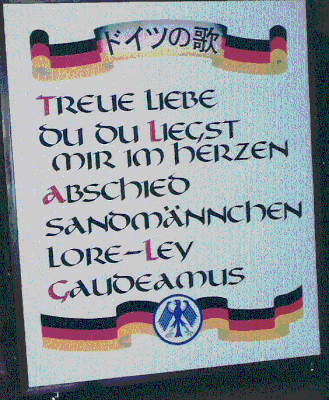 ドイツの歌
TREUE LIEBE
DU DU LIEGST
MIR IM HERZEN
ABSCHIED
SANDMÄNNCHEN
LORE-LEY
GAUDEAMUS